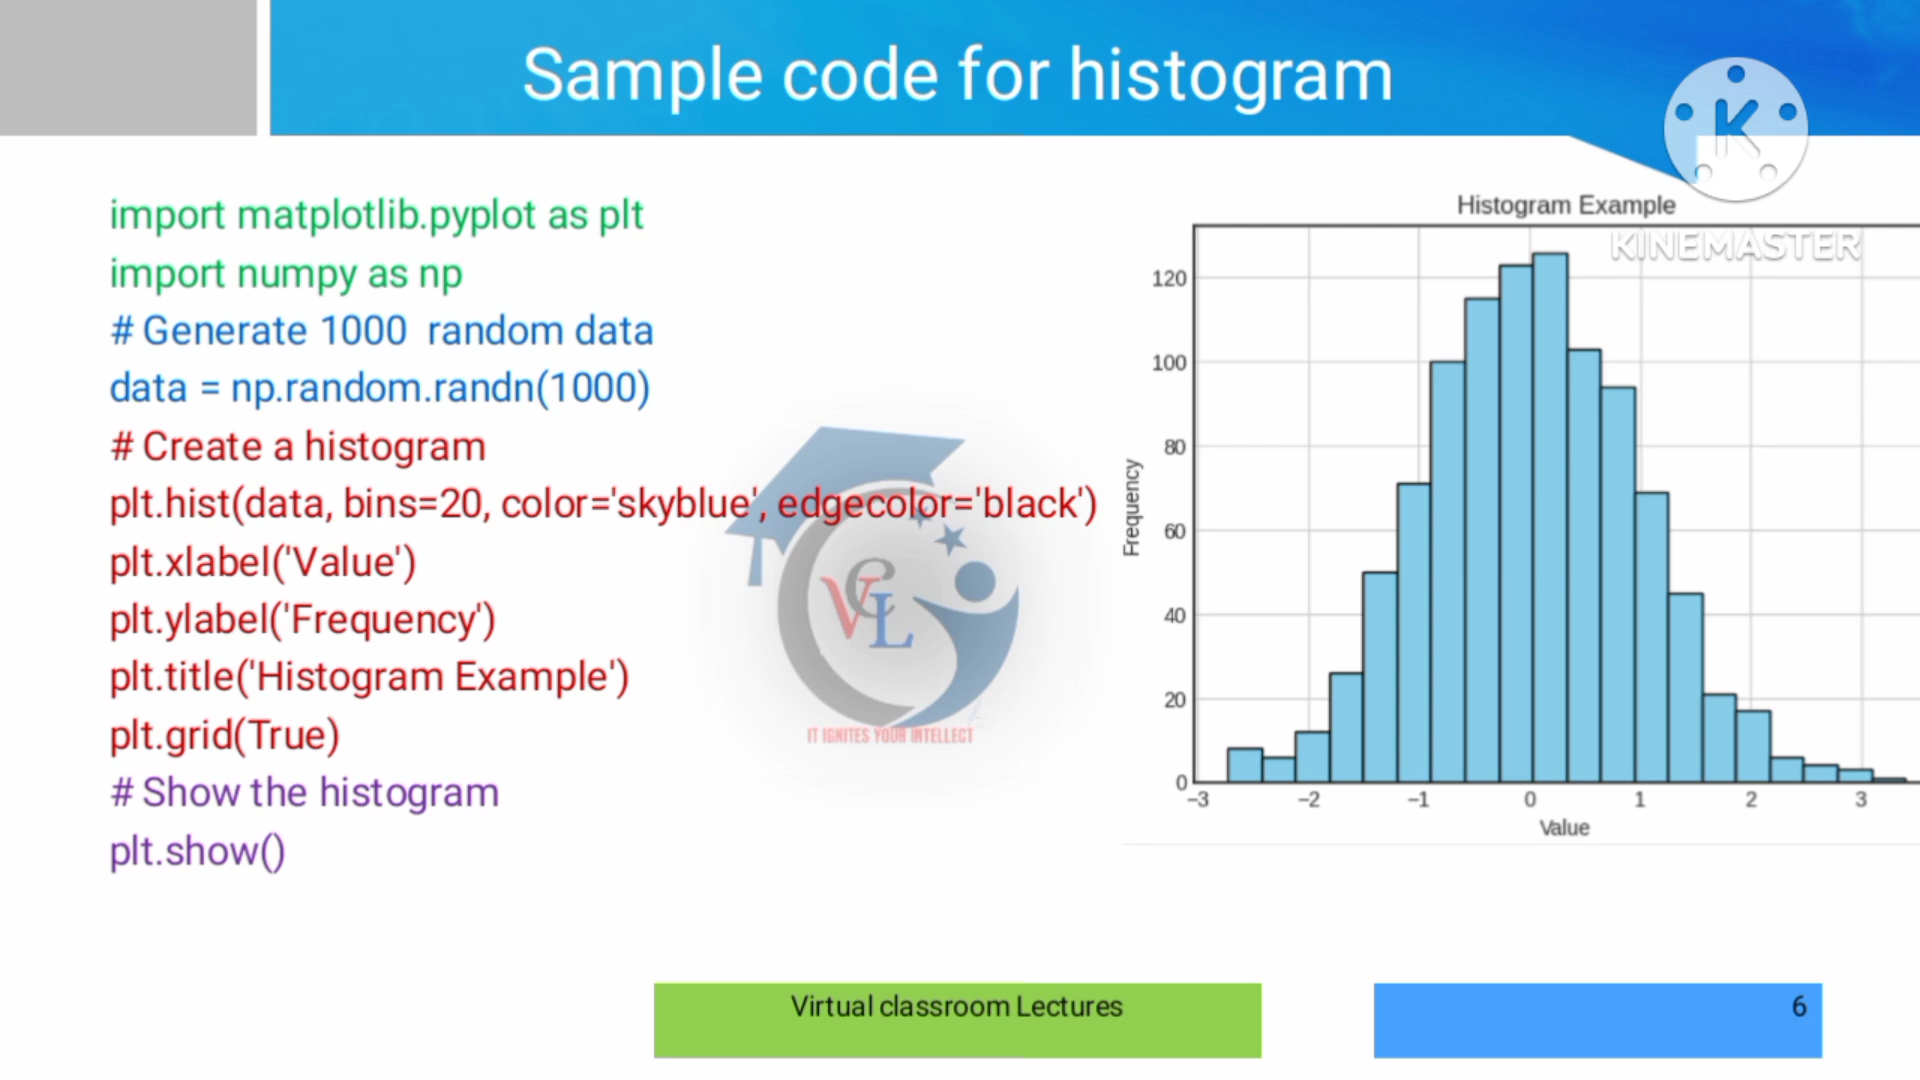 Sample code for histogram
K
KINEMASTER
import matplotlib.pyplot as plt
import numpy as np
# Generate 1000  random data
data = np.random.randn(1000)
# Create a histogram
plt.hist(data, bins=20, color='skyblue', edgecolor='black')
plt.xlabel('Value')
plt.ylabel('Frequency')
plt.title('Histogram Example')
plt.grid(True)
# Show the histogram
plt.show()
VCL
IT IGNITES YOUR INTELLECT
Histogram Example
Frequency
120
100
80
60
40
20
0
−3 −2 −1 0 1 2 3
Value
Virtual classroom Lectures
6